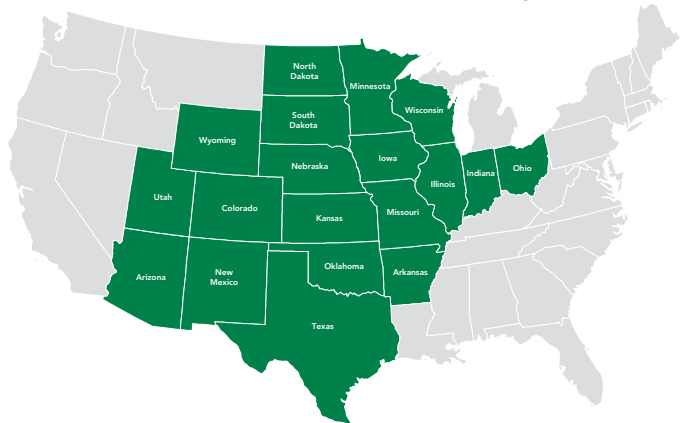 North
Dakota
Minnesota
Wisconsin
South
Dakota
Wyoming
Nebraska
Iowa
Indiana
Ohio
Illinois
Utah
Colorado
Kansas
Missouri
Arizona
New
Mexico
Oklahoma
Arkansas
Texas